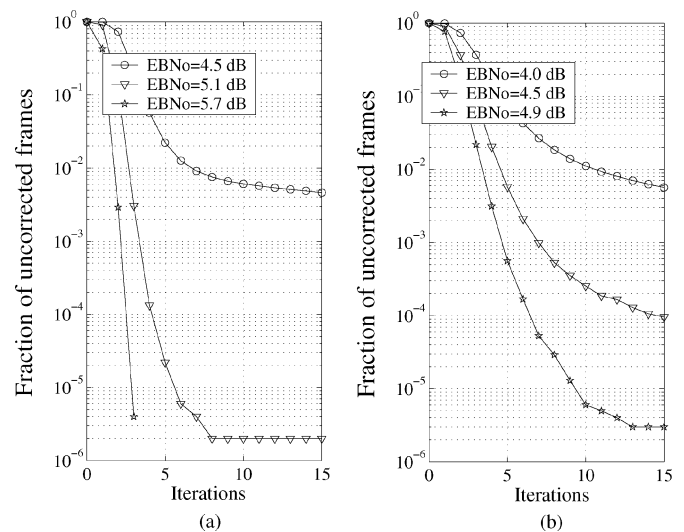 10^0
10^-1
10^-2
10^-3
10^-4
10^-5
10^-6
Fraction of uncorrected frames
EBNo=4.5 dB
EBNo=5.1 dB
EBNo=5.7 dB
0 5 10 15
Iterations
(a)
10^0
10^-2
10^-3
10^-4
10^-5
10^-6
Fraction of uncorrected frames
EBNo=4.0 dB
EBNo=4.5 dB
EBNo=4.9 dB
0 5 10 15
Iterations
(b)